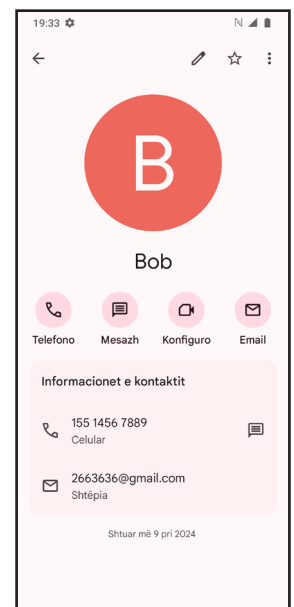 19:33
B
Bob
Telefono Mesazh Konfiguro Email
Informacionet e kontaktit
155 1456 7889
Celular
2663636@gmail.com
Shtëpia
Shtuar më 9 pri 2024